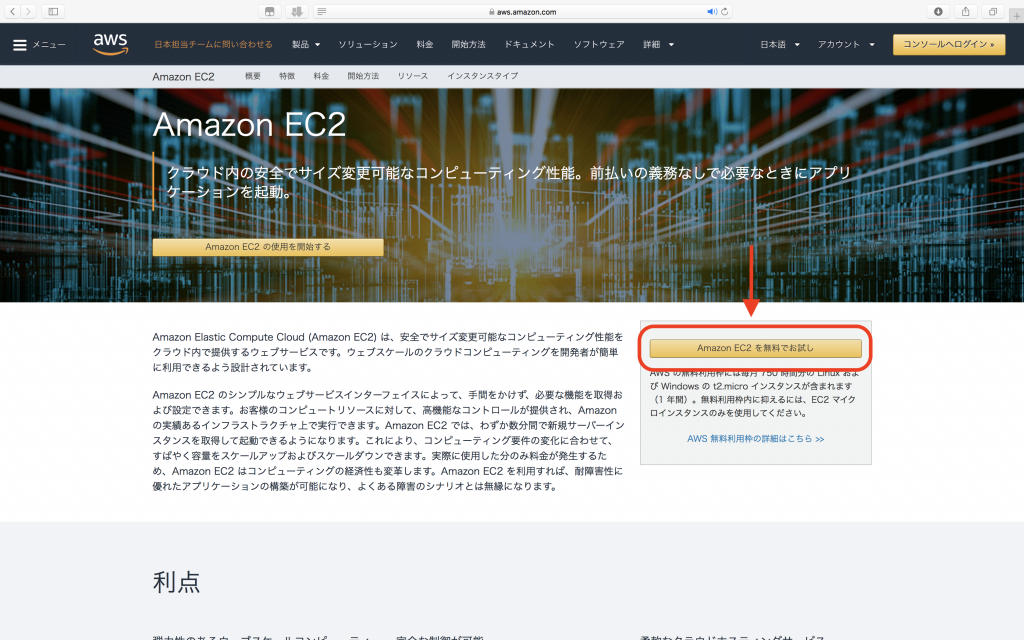 aws.amazon.com
メニュー
aws
日本担当チームに問い合わせる
製品
ソリューション
料金
開始方法
ドキュメント
ソフトウェア
詳細
日本語
アカウント
コンソールへログイン »
Amazon EC2
概要
特徴
料金
開始方法
リソース
インスタンスタイプ
Amazon EC2
クラウド内の安全でサイズ変更可能なコンピューティング性能。前払いの義務なしで必要なときにアプリ
ケーションを起動。
Amazon EC2 の使用を開始する
Amazon Elastic Compute Cloud (Amazon EC2) は、安全でサイズ変更可能なコンピューティング性能を
クラウド内で提供するウェブサービスです。ウェブスケールのクラウドコンピューティングを開発者が簡単
に利用できるよう設計されています。
Amazon EC2 のシンプルなウェブサービスインターフェイスによって、手間をかけず、必要な機能を取得お
よび設定できます。お客様のコンピュートリソースに対して、高機能なコントロールが提供され、Amazon
の実績あるインフラストラクチャ上で実行できます。Amazon EC2 では、わずか数分間で新規サーバーイン
スタンスを取得して起動できるようになります。これにより、コンピューティング要件の変化に合わせて、
すばやく容量をスケールアップおよびスケールダウンできます。実際に使用した分のみ料金が発生するた
め、Amazon EC2 はコンピューティングの経済性も変革します。Amazon EC2 を利用すれば、耐障害性に
優れたアプリケーションの構築が可能になり、よくある障害のシナリオとは無縁になります。
Amazon EC2 を無料でお試し
AWS の無料利用枠には毎月 750 時間分の Linux およ
び Windows の t2.micro インスタンスが含まれます
（1 年間）。無料利用枠内に抑えるには、EC2 マイク
ロインスタンスのみを使用してください。
AWS 無料利用枠の詳細はこちら >>
利点